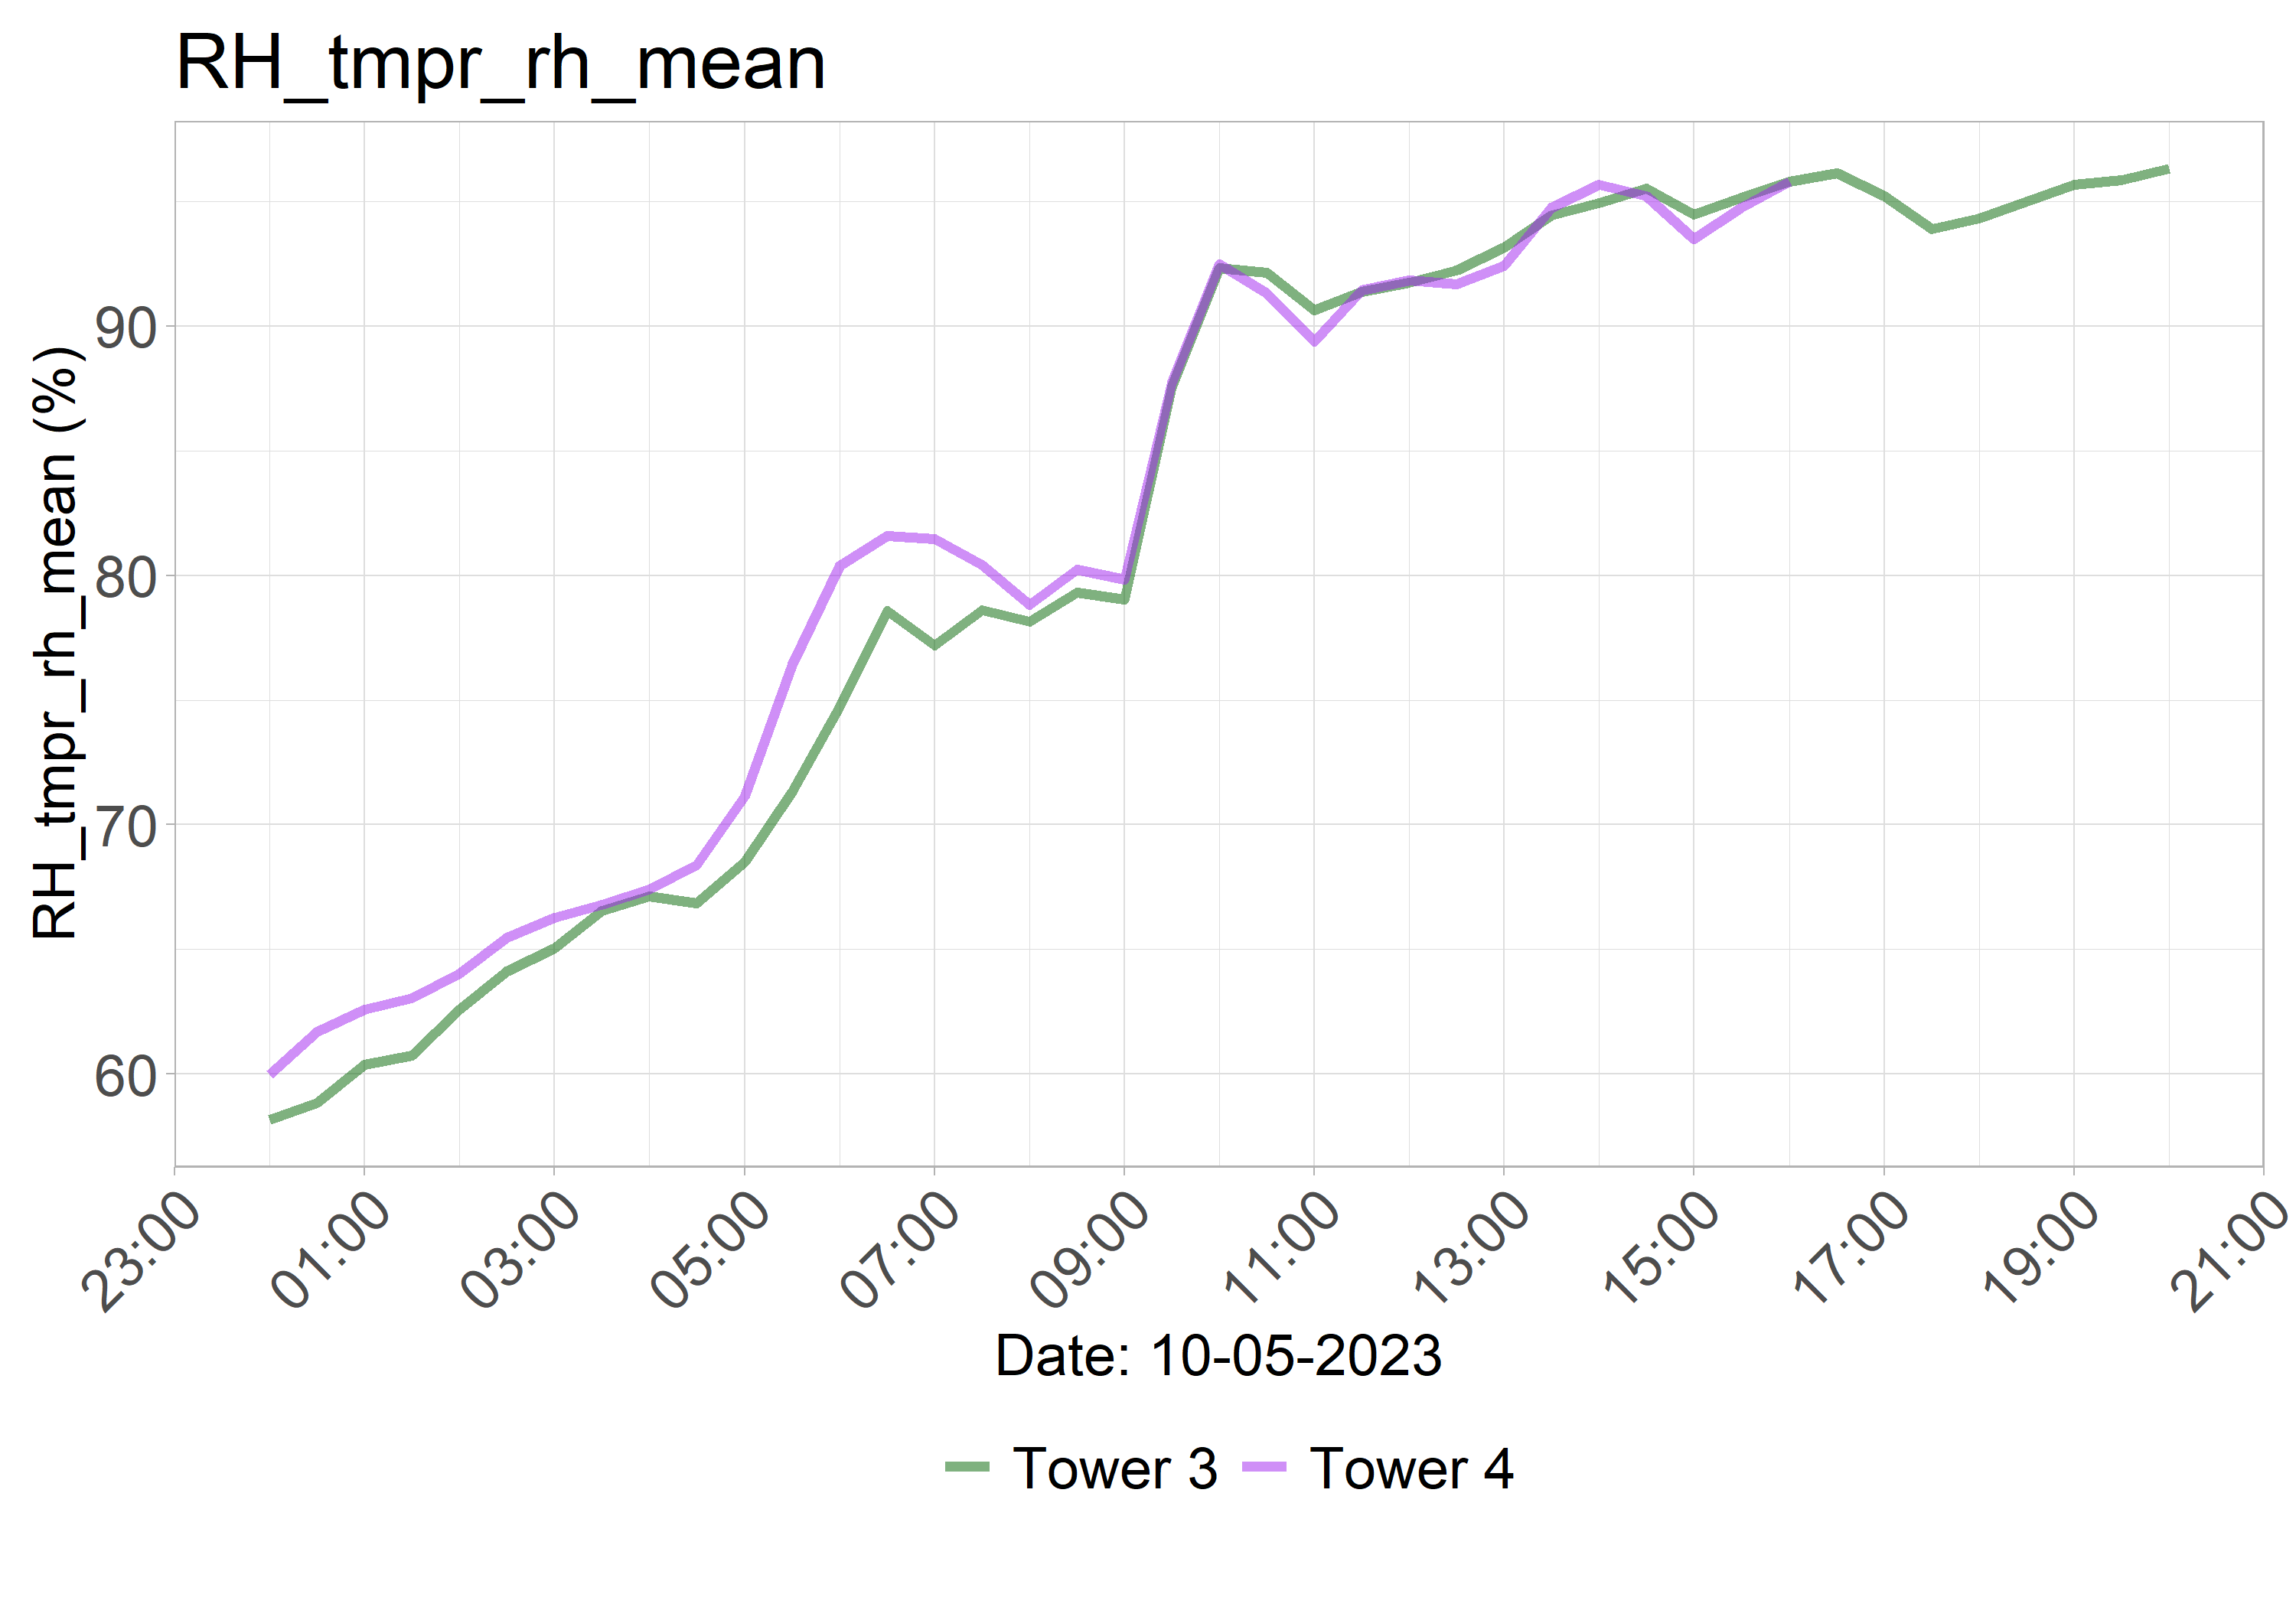 RH_tmpr_rh_mean
RH_tmpr_rh_mean (%)
90
80
70
60
23:00 01:00 03:00 05:00 07:00 09:00 11:00 13:00 15:00 17:00 19:00 21:00
Date: 10-05-2023
Tower 3 Tower 4